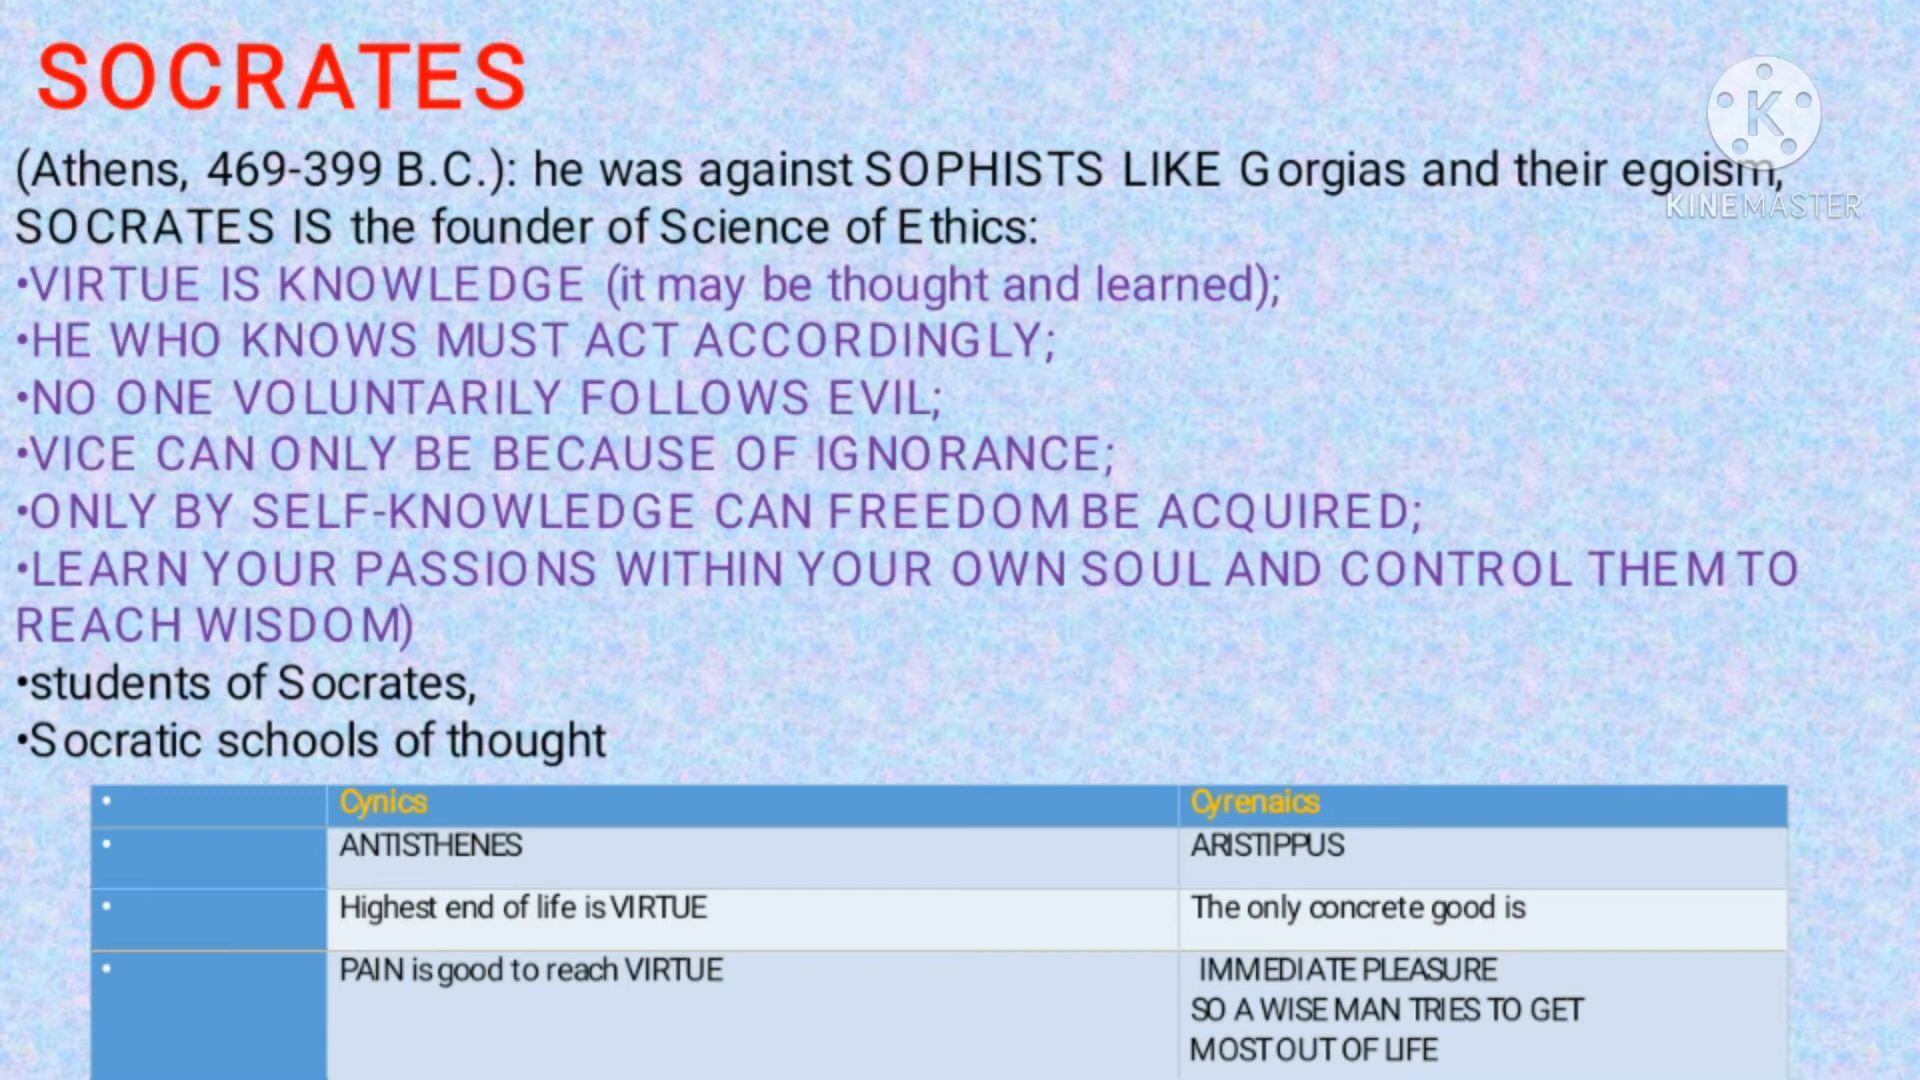 SOCRATES
K
KINEMASTER
(Athens, 469-399 B.C.): he was against SOPHISTS LIKE Gorgias and their egoism,
SOCRATES IS the founder of Science of Ethics:
•VIRTUE IS KNOWLEDGE (it may be thought and learned);
•HE WHO KNOWS MUST ACT ACCORDINGLY;
•NO ONE VOLUNTARILY FOLLOWS EVIL;
•VICE CAN ONLY BE BECAUSE OF IGNORANCE;
•ONLY BY SELF-KNOWLEDGE CAN FREEDOM BE ACQUIRED;
•LEARN YOUR PASSIONS WITHIN YOUR OWN SOUL AND CONTROL THEM TO
REACH WISDOM)
•students of Socrates,
•Socratic schools of thought
• Cynics Cyrenaics
• ANTISTHENES ARISTIPPUS
• Highest end of life is VIRTUE The only concrete good is
• PAIN is good to reach VIRTUE IMMEDIATE PLEASURE
SO A WISE MAN TRIES TO GET
MOST OUT OF LIFE